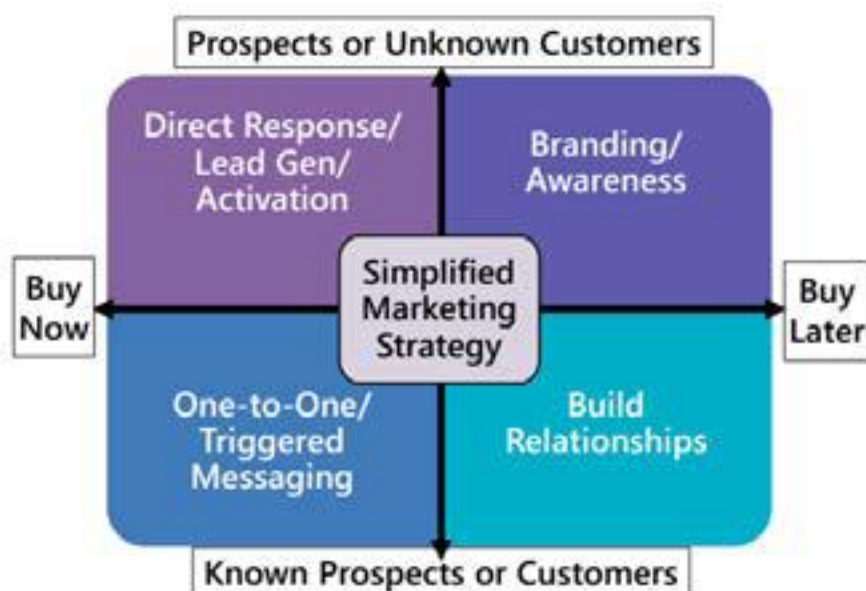 Prospects or Unknown Customers
Direct Response/
Lead Gen/
Activation
Branding/
Awareness
Buy
Now
Simplified
Marketing
Strategy
Buy
Later
One-to-One/
Triggered
Messaging
Build
Relationships
Known Prospects or Customers